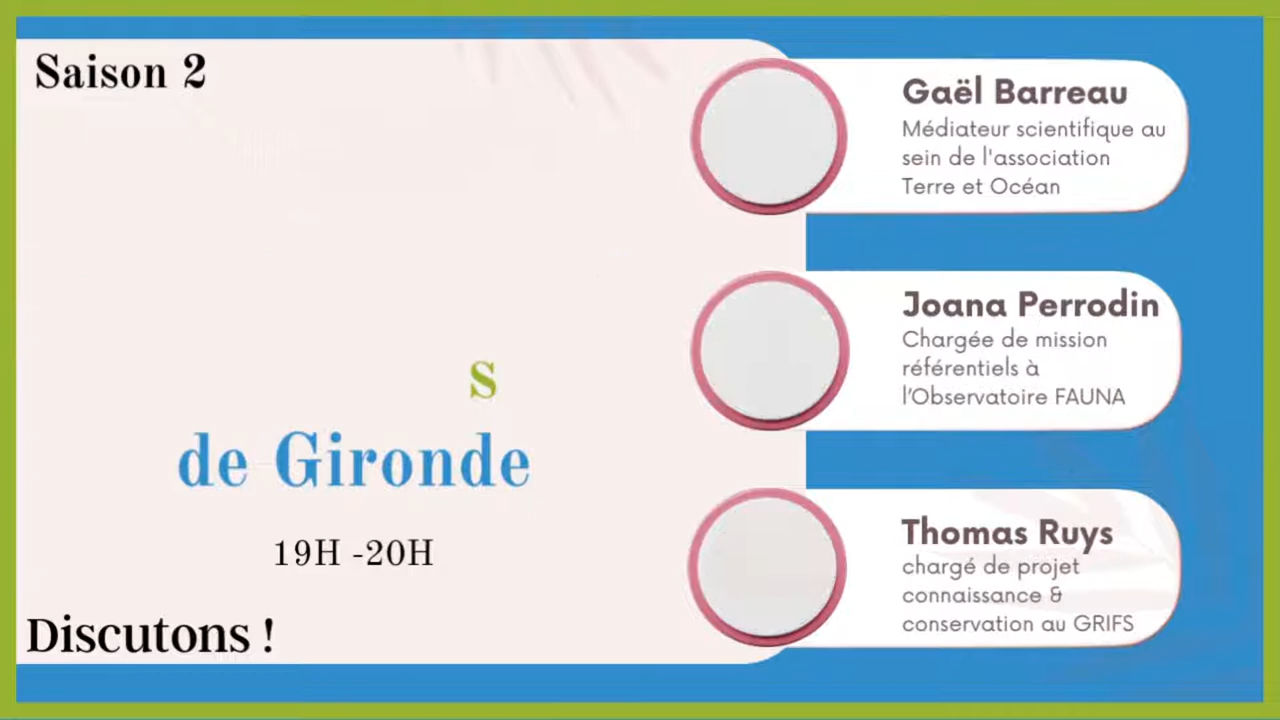 Saison 2
s
de Gironde
19H -20H
Discutons !
Gaël Barreau
Médiateur scientifique au
sein de l'association
Terre et Océan
Joana Perrodin
Chargée de mission
référentiels à
l'Observatoire FAUNA
Thomas Ruys
chargé de projet
connaissance &
conservation au GRIFS